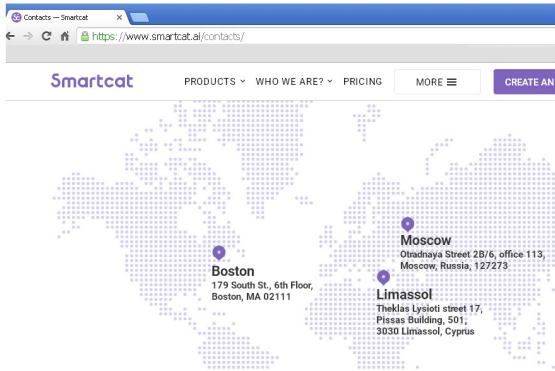 Contacts — Smartcat
https://www.smartcat.ai/contacts/
Smartcat PRODUCTS WHO WE ARE? PRICING MORE CREATE AN
Moscow
Otradnaya Street 2B/6, office 113,
Moscow, Russia, 127273
Boston
179 South St., 6th Floor,
Boston, MA 02111
Limassol
Theklas Lysioti street 17,
Pissas Building, 501,
3030 Limassol, Cyprus